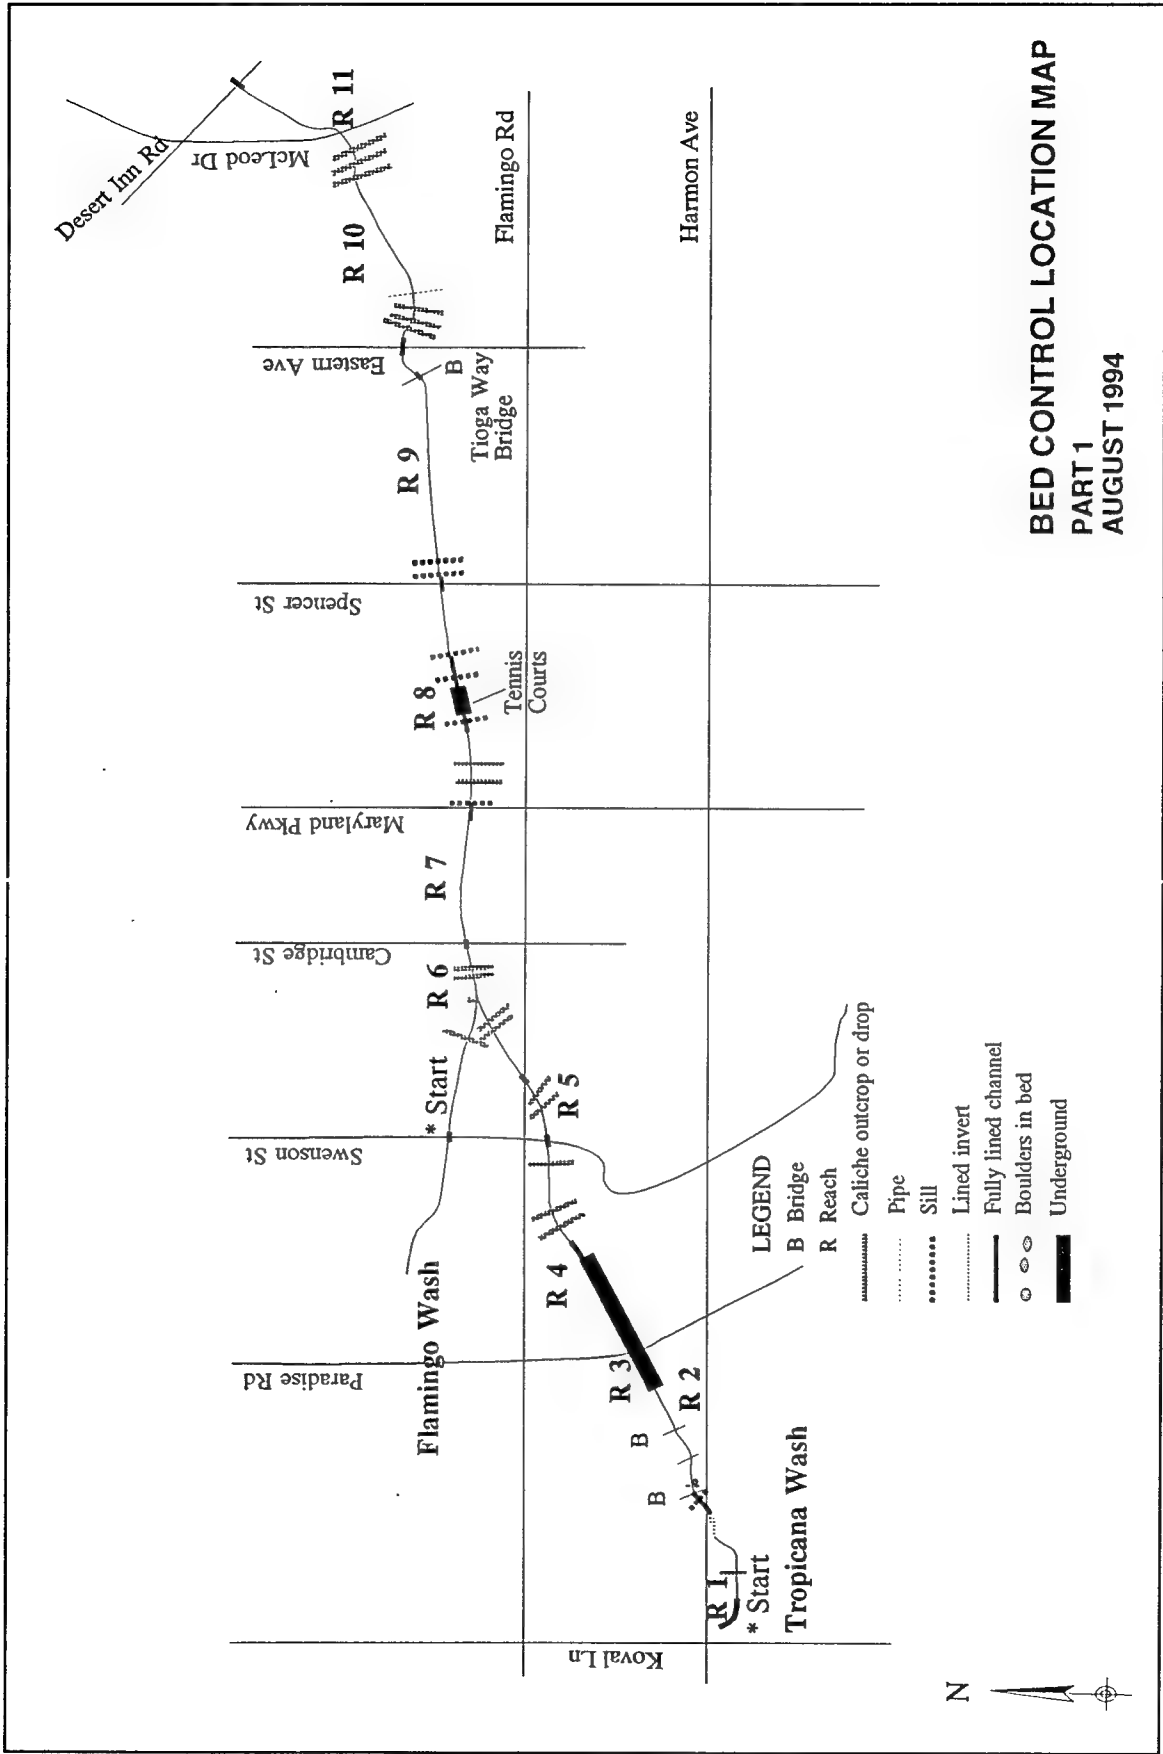 Desert Inn Rd
McLeod Dr
R 11
R 10
Flamingo Rd
Harmon Ave
Eastern Ave
B
Tioga Way
Bridge
R 9
Spencer St
R 8
Tennis
Courts
Maryland Pkwy
R 7
Cambridge St
R 6
* Start
Swenson St
R 5
Flamingo Wash
R 4
Paradise Rd
R 3
R 2
B
B
R 1
* Start
Tropicana Wash
Koval Ln
N
LEGEND
B Bridge
R Reach
Caliche outcrop or drop
Pipe
Sill
Lined invert
Fully lined channel
Boulders in bed
Underground
BED CONTROL LOCATION MAP
PART 1
AUGUST 1994